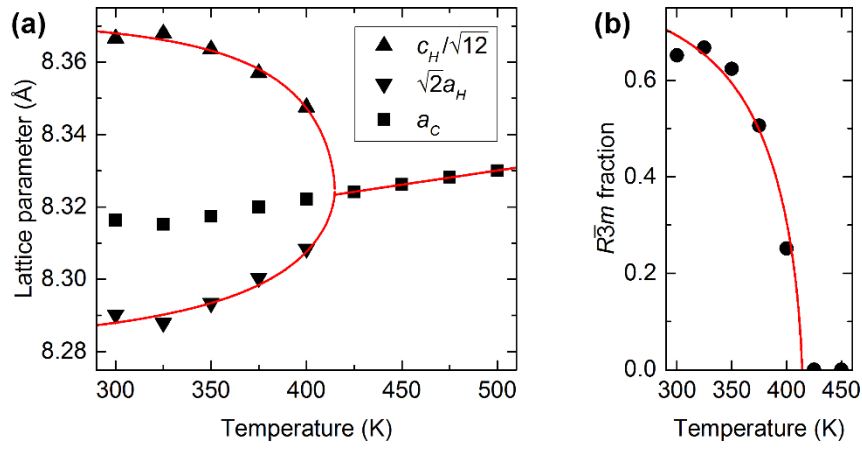 (a)
Lattice parameter (Å)
8.36
8.34
8.32
8.30
8.28
c_H/√12
√2a_H
a_C
300 350 400 450 500
Temperature (K)
(b)
R3̅m fraction
0.6
0.4
0.2
0.0
300 350 400 450
Temperature (K)